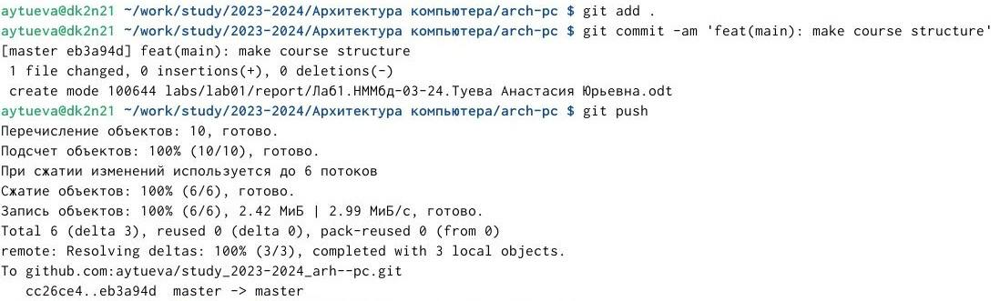 aytueva@dk2n21 ~/work/study/2023-2024/Архитектура компьютера/arch-pc $ git add .
aytueva@dk2n21 ~/work/study/2023-2024/Архитектура компьютера/arch-pc $ git commit -am 'feat(main): make course structure'
[master eb3a94d] feat(main): make course structure
 1 file changed, 0 insertions(+), 0 deletions(-)
 create mode 100644 labs/lab01/report/Лаб1.НММбд-03-24.Туева Анастасия Юрьевна.odt
aytueva@dk2n21 ~/work/study/2023-2024/Архитектура компьютера/arch-pc $ git push
Перечисление объектов: 10, готово.
Подсчет объектов: 100% (10/10), готово.
При сжатии изменений используется до 6 потоков
Сжатие объектов: 100% (6/6), готово.
Запись объектов: 100% (6/6), 2.42 МиБ | 2.99 МиБ/с, готово.
Total 6 (delta 3), reused 0 (delta 0), pack-reused 0 (from 0)
remote: Resolving deltas: 100% (3/3), completed with 3 local objects.
To github.com:aytueva/study_2023-2024_arh--pc.git
   cc26ce4..eb3a94d  master -> master